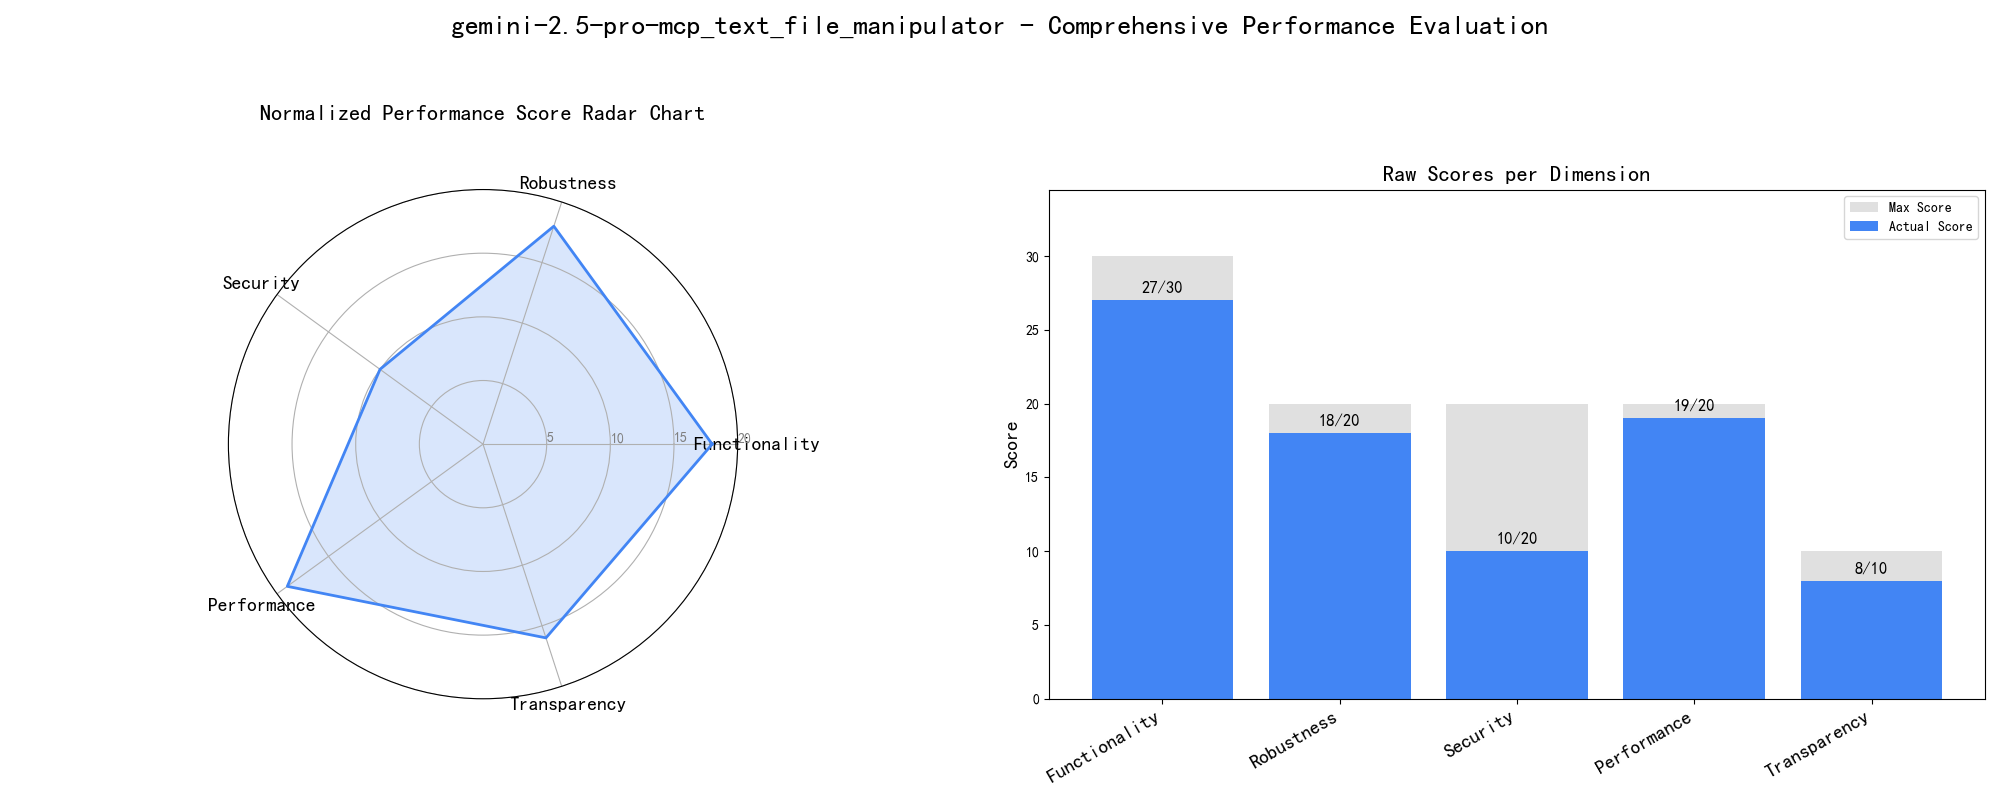 gemini-2.5-pro-mcp_text_file_manipulator - Comprehensive Performance Evaluation
Normalized Performance Score Radar Chart
Robustness
Security
Functionality
5
10
15
20
Performance
Transparency
Raw Scores per Dimension
Max Score
Actual Score
Score
30
25
20
15
10
5
0
27/30
18/20
10/20
19/20
8/10
Functionality
Robustness
Security
Performance
Transparency